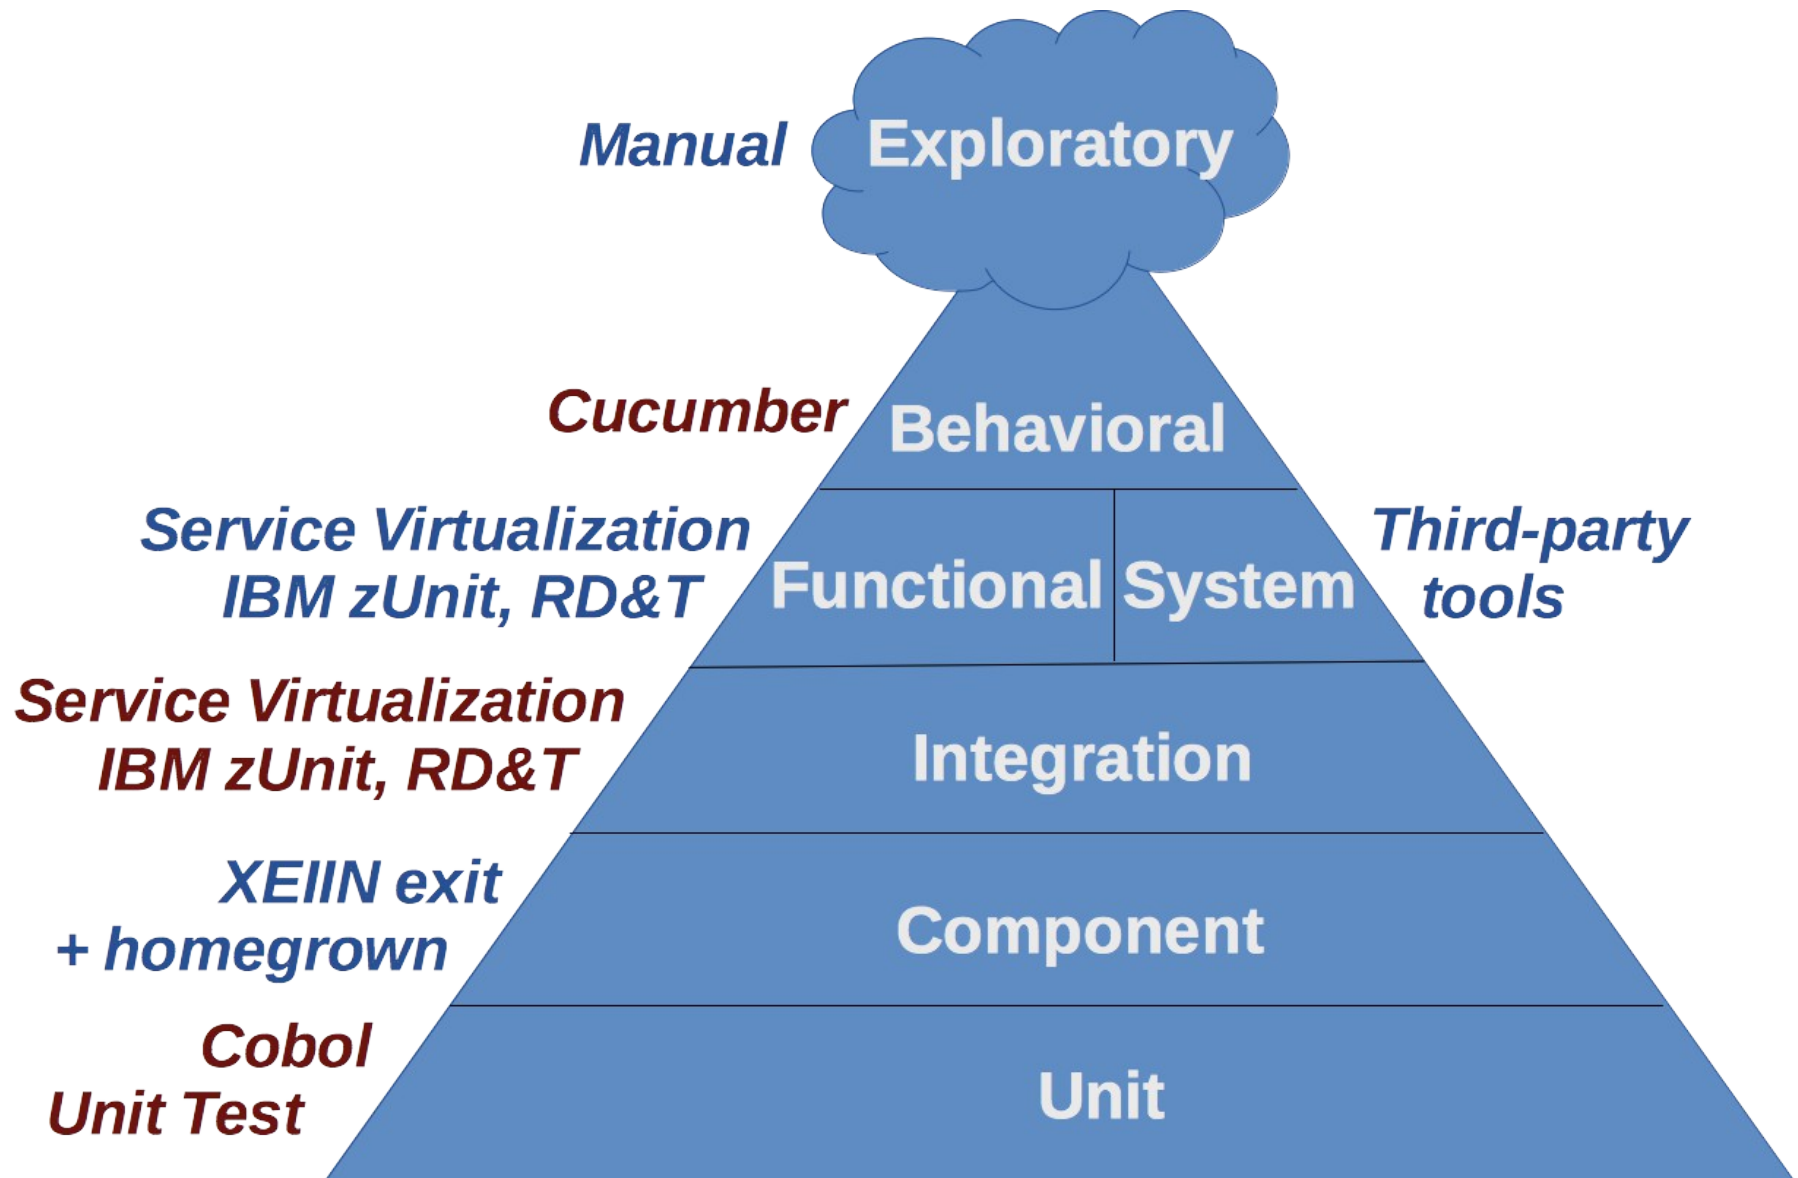 Manual
Exploratory
Cucumber
Behavioral
Service Virtualization
IBM zUnit, RD&T
Functional
System
Third-party
tools
Service Virtualization
IBM zUnit, RD&T
Integration
XEIIN exit
+ homegrown
Component
Cobol
Unit Test
Unit